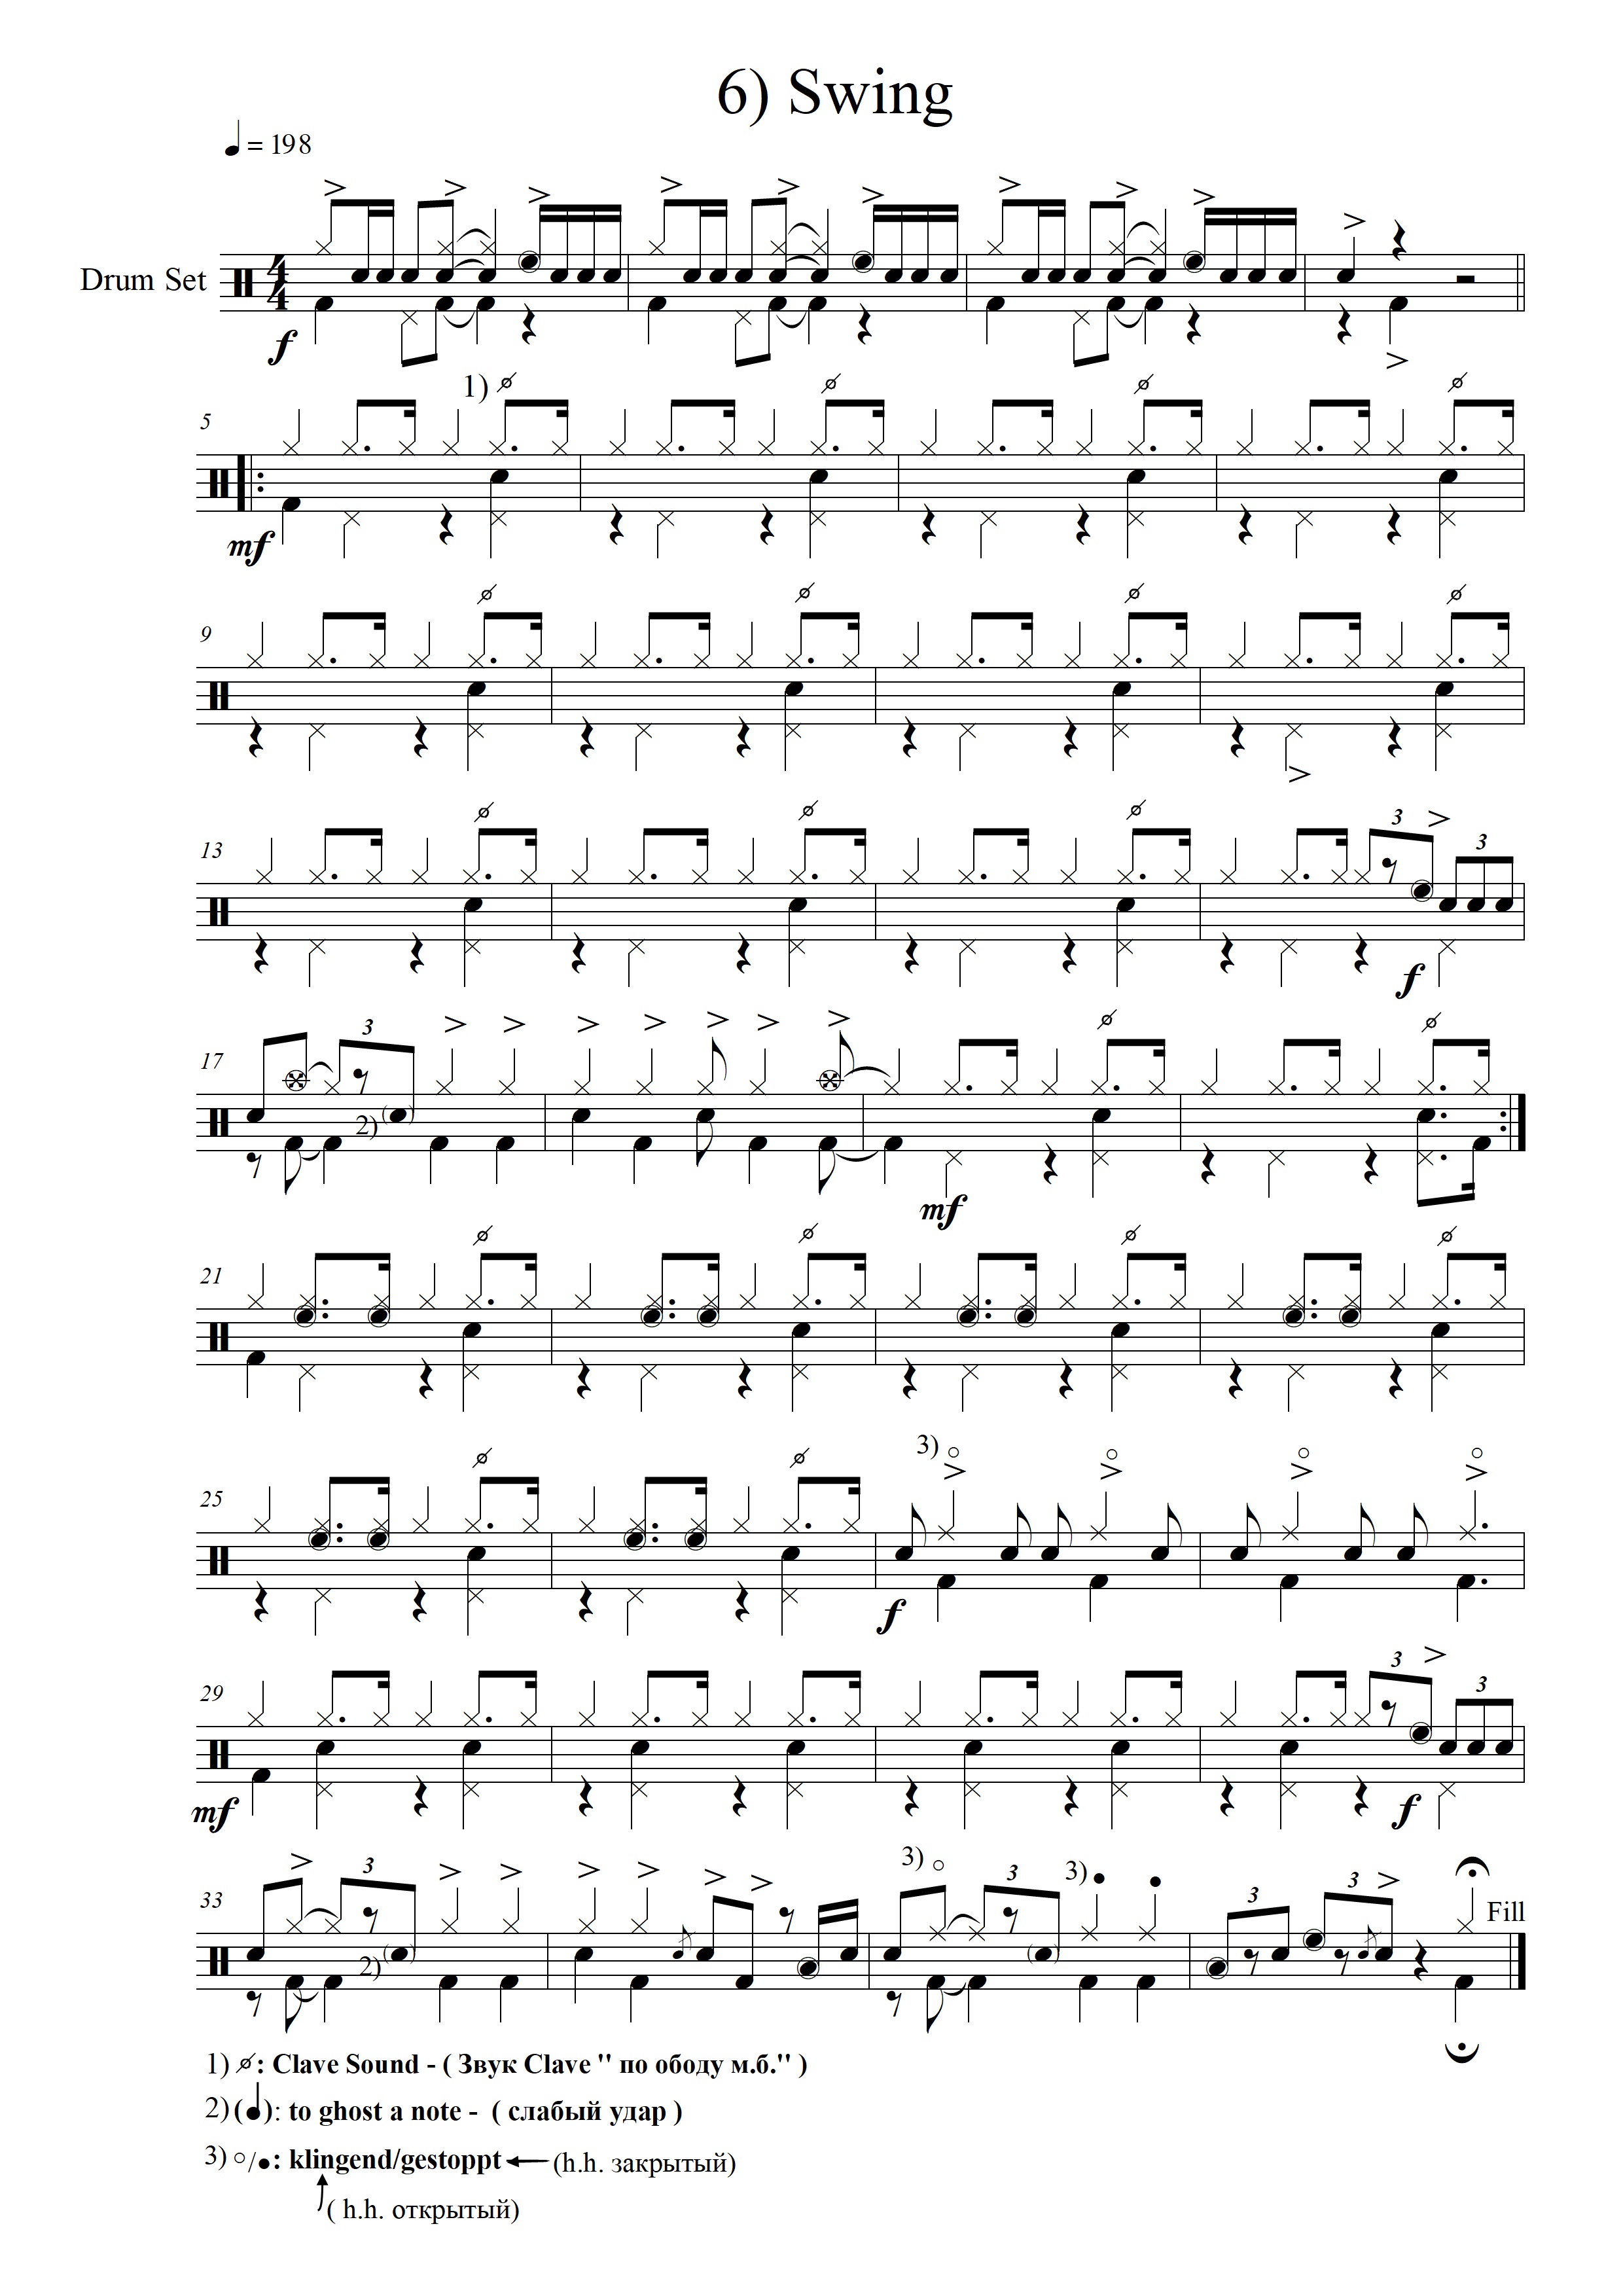 6) Swing
♩ = 198
Drum Set
4/4
f
1)
5
mf
9
13
3
3
f
17
3
2)
mf
21
25
3)
f
29
3
3
mf
f
33
3
2)
3)
3
3)
3
3
Fill
1) : Clave Sound - ( Звук Clave " по ободу м.б." )
2) (♩): to ghost a note - ( слабый удар )
3) ○/●: klingend/gestoppt (h.h. закрытый)
( h.h. открытый)